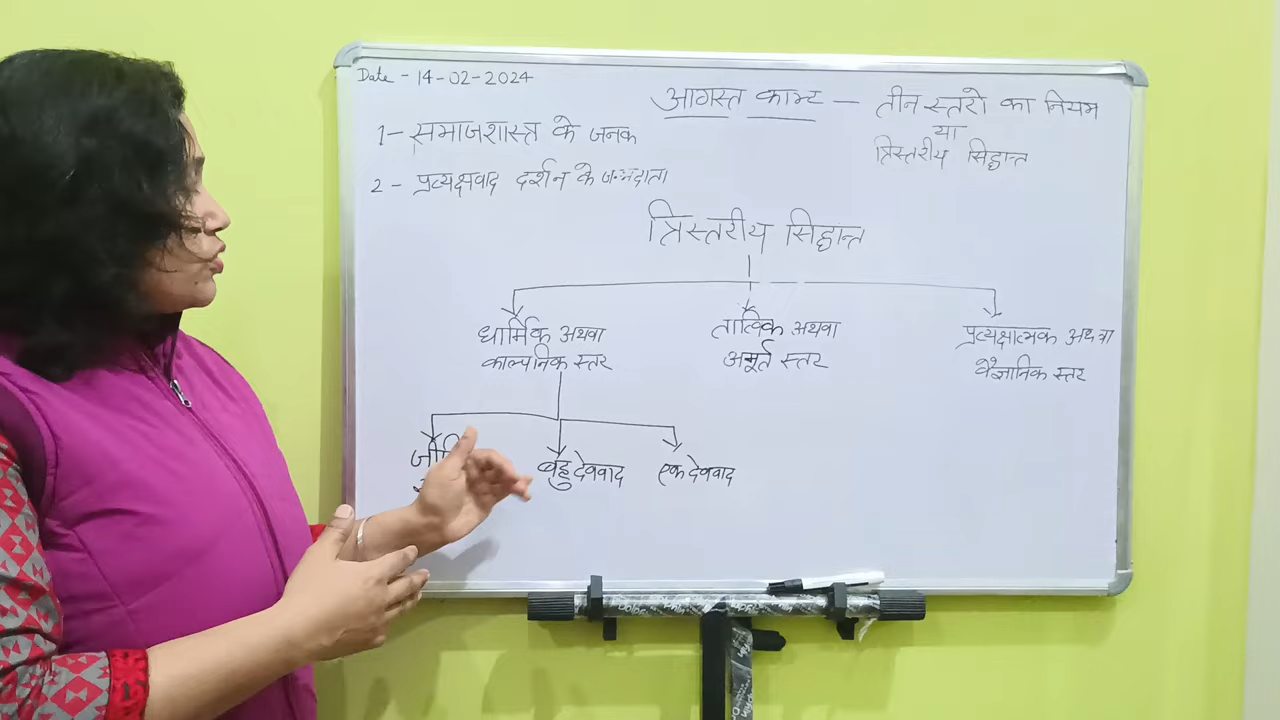 Date - 14-02-2024
आगस्त काम्ट — तीन स्तरो का नियम
या
त्रिस्तरीय सिद्धान्त
1- समाजशास्त्र के जनक
2 - प्रत्यक्षवाद दर्शन के जन्मदाता
त्रिस्तरीय सिद्धान्त
धार्मिक अथवा
काल्पनिक स्तर
तात्विक अथवा
अमूर्त स्तर
प्रत्यक्षात्मक अथवा
वैज्ञानिक स्तर
बहु देववाद
एक देववाद